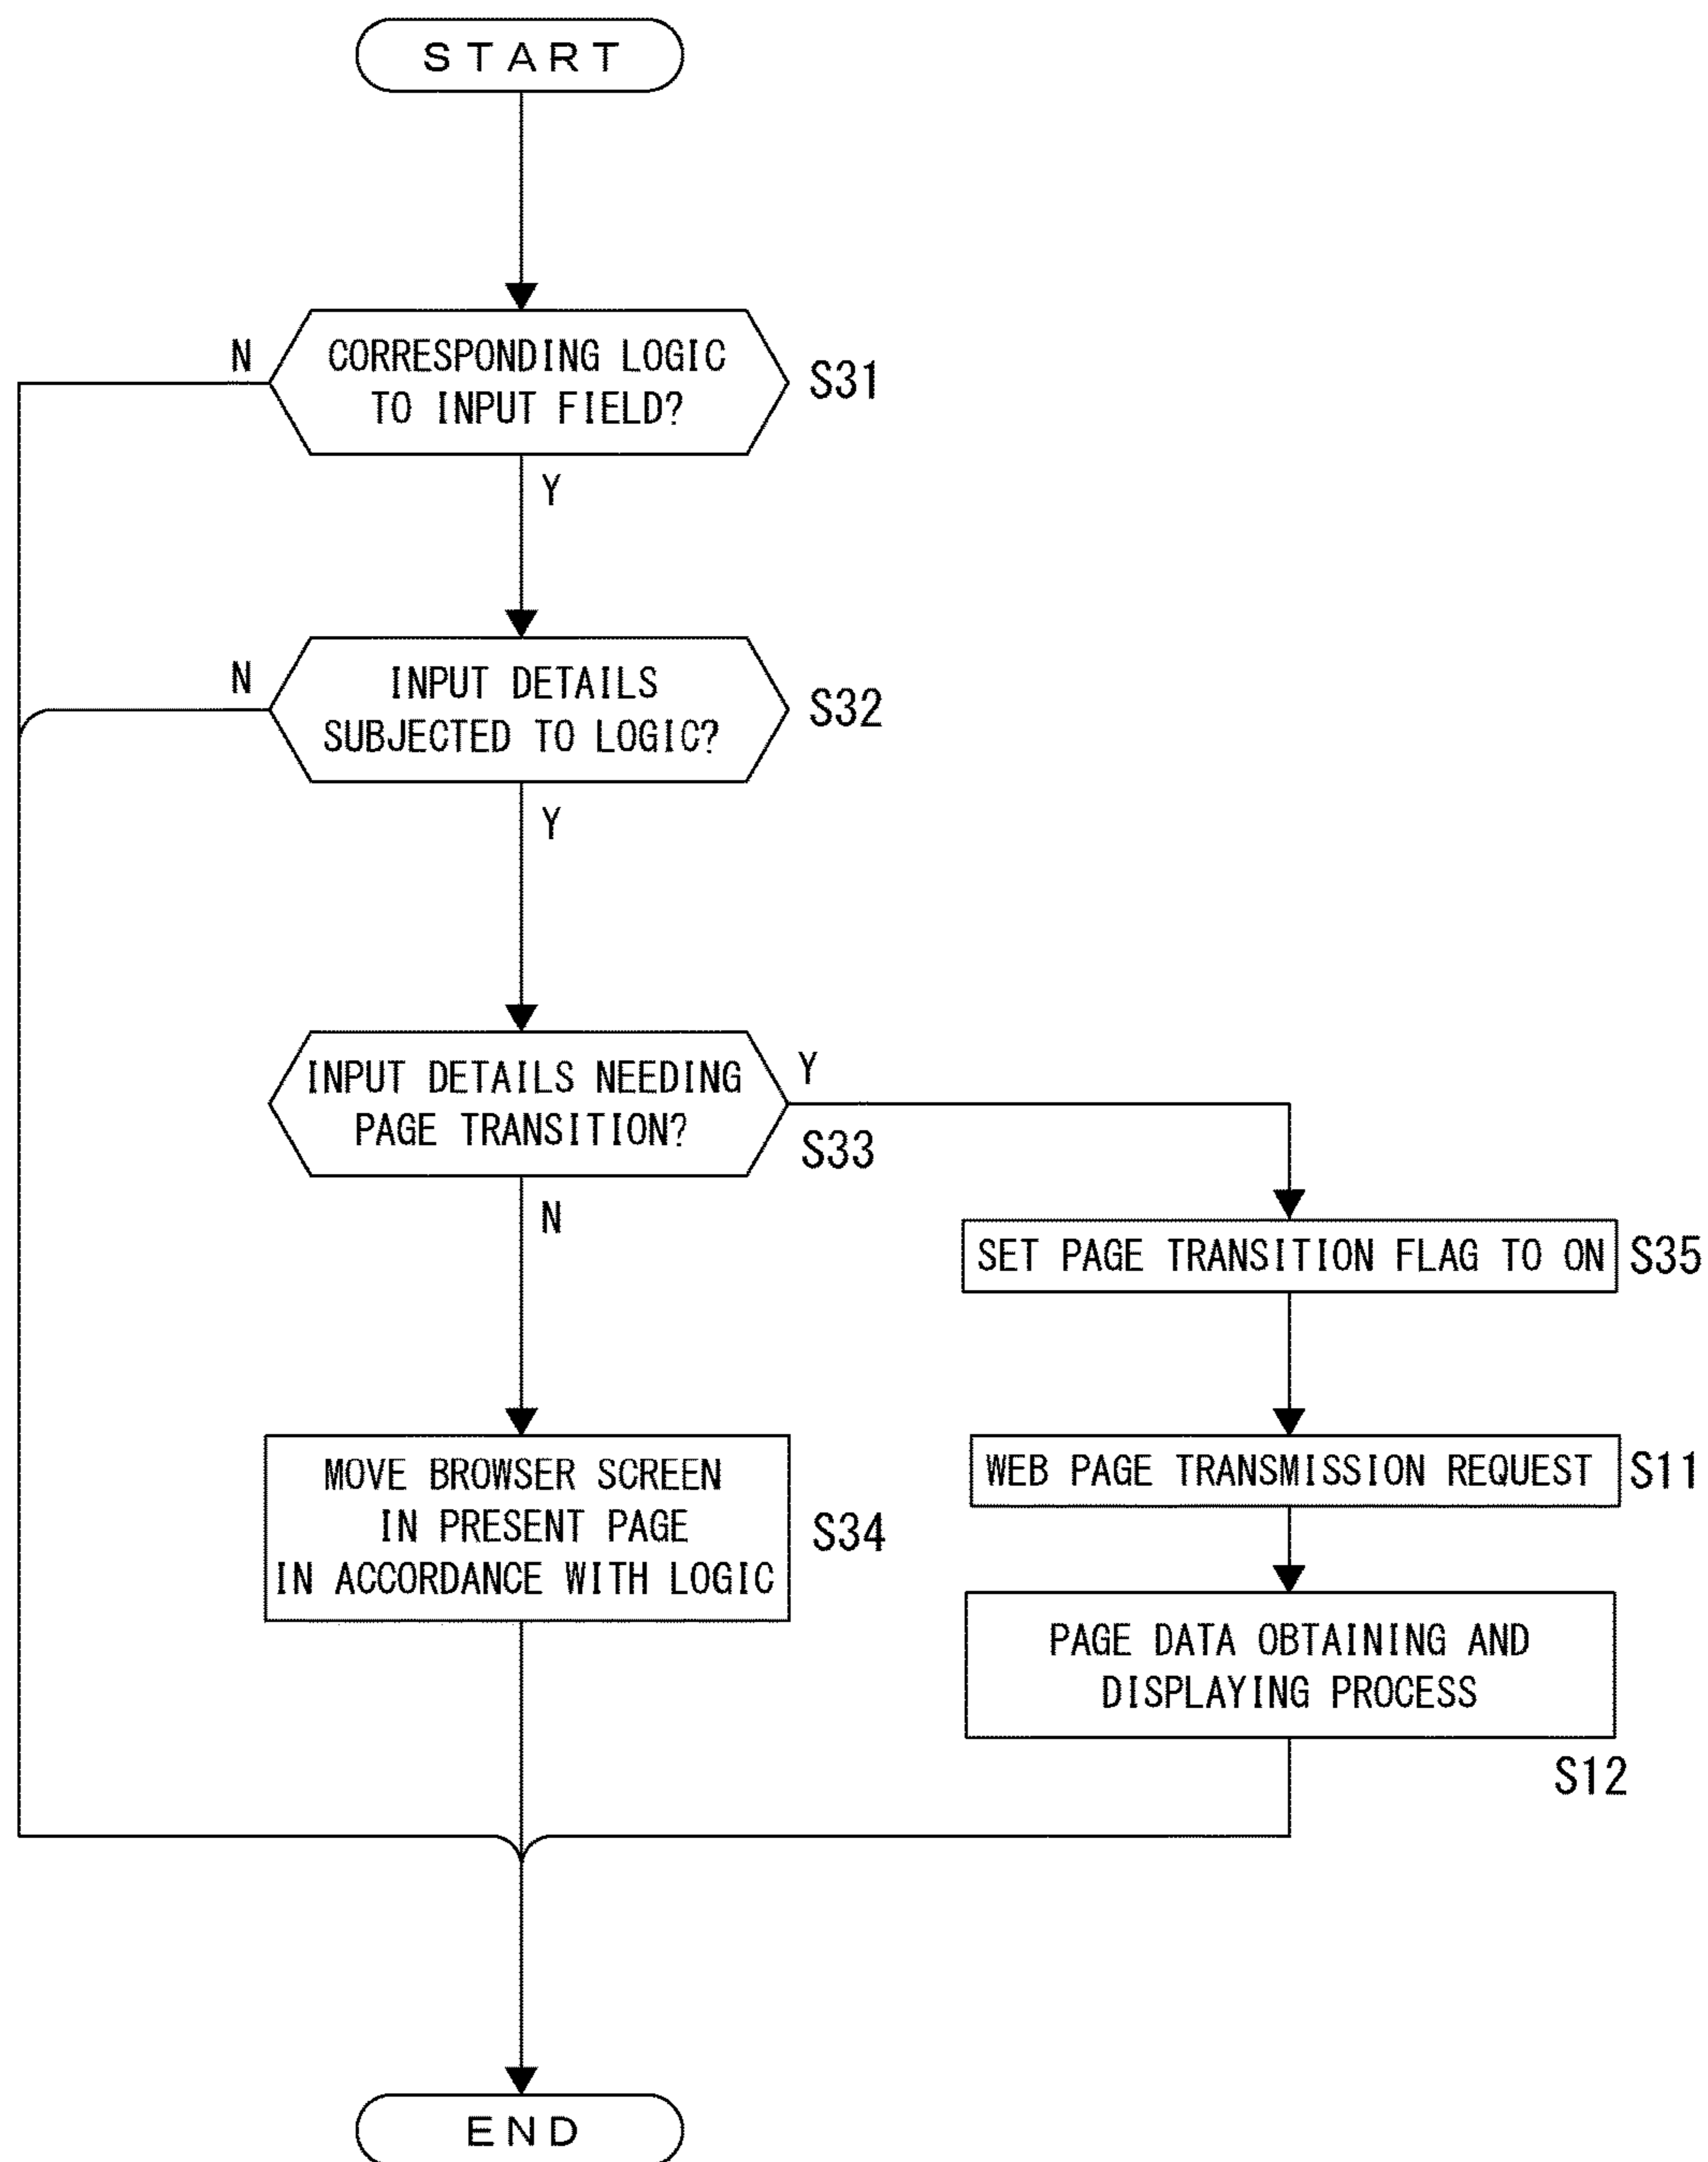 START
N
CORRESPONDING LOGIC
TO INPUT FIELD?
S31
Y
N
INPUT DETAILS
SUBJECTED TO LOGIC?
S32
Y
INPUT DETAILS NEEDING
PAGE TRANSITION?
Y
S33
N
SET PAGE TRANSITION FLAG TO ON
S35
MOVE BROWSER SCREEN
IN PRESENT PAGE
IN ACCORDANCE WITH LOGIC
S34
WEB PAGE TRANSMISSION REQUEST
S11
PAGE DATA OBTAINING AND
DISPLAYING PROCESS
S12
END